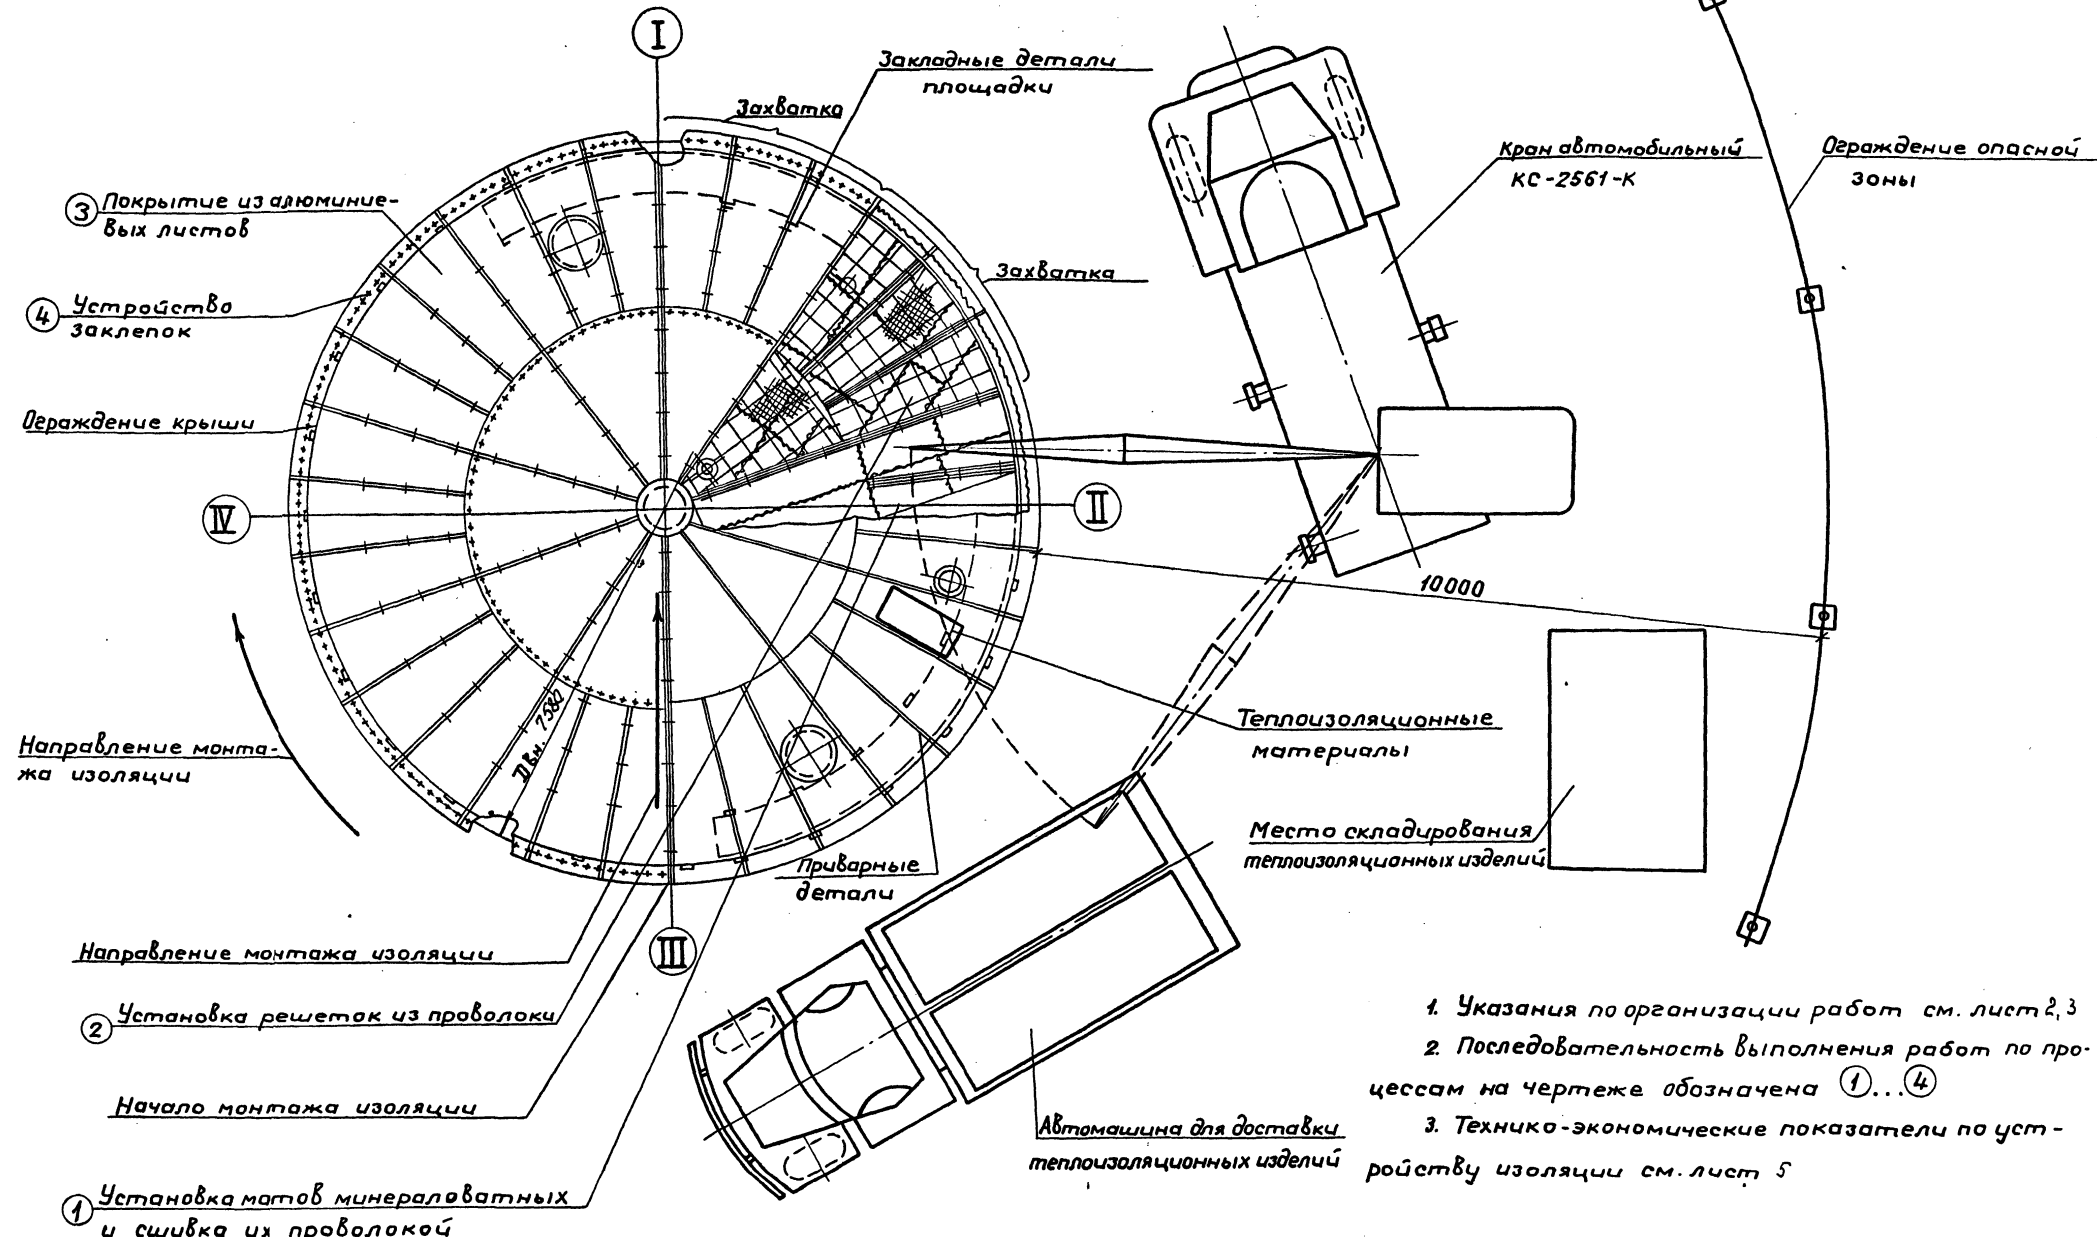 I
Закладные детали
площадки
Захватка
Кран автомобильный
КС-2561-К
Ограждение опасной
зоны
3 Покрытие из алюминие-
вых листов
Захватка
4 Устройство
заклепок
Ограждение крыши
IV
II
10000
Направление монта-
жа изоляции
Dвн. 7580
Теплоизоляционные
материалы
Место складирования
теплоизоляционных изделий
Приварные
детали
Направление монтажа изоляции
III
2 Установка решеток из проволоки
Начало монтажа изоляции
1 Установка матов минераловатных
и сшивка их проволокой
Автомашина для доставки
теплоизоляционных изделий
1. Указания по организации работ см. лист 2, 3
2. Последовательность выполнения работ по про-
цессам на чертеже обозначена 1...4
3. Технико-экономические показатели по уст-
ройству изоляции см. лист 5